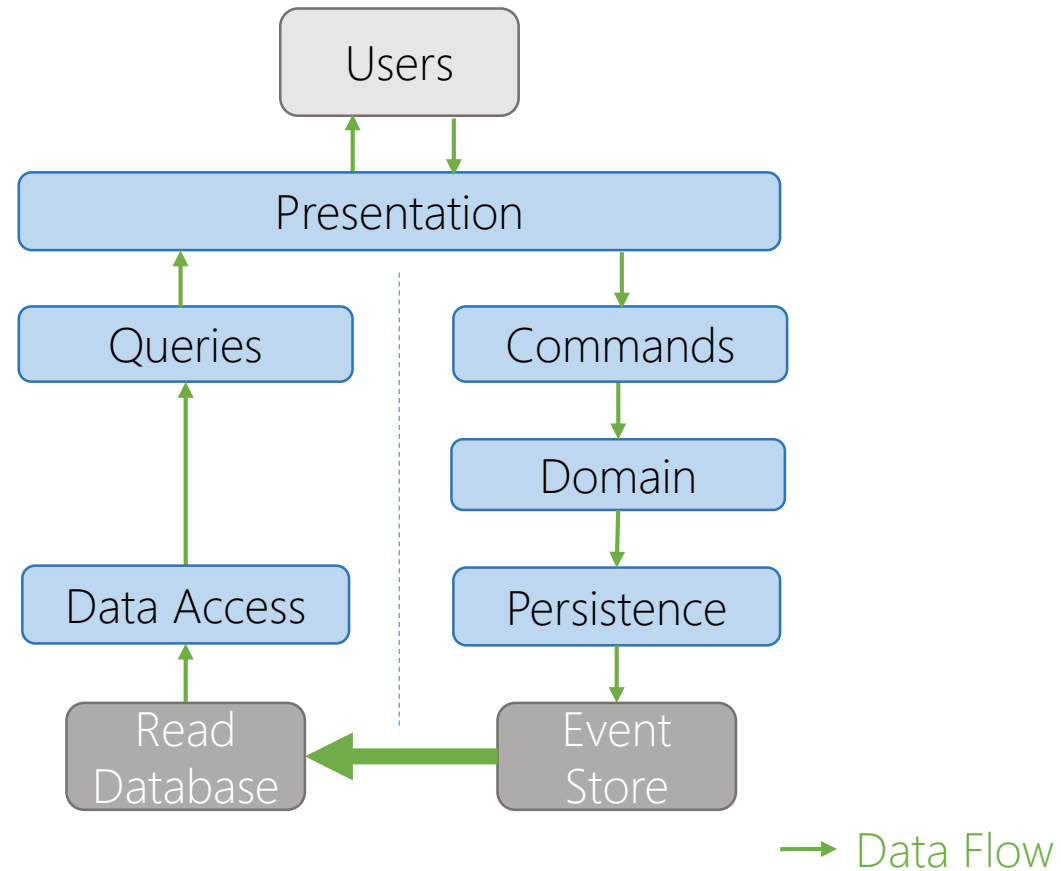 Users
Presentation
Queries
Commands
Domain
Data Access
Persistence
Read
Database
Event
Store
Data Flow